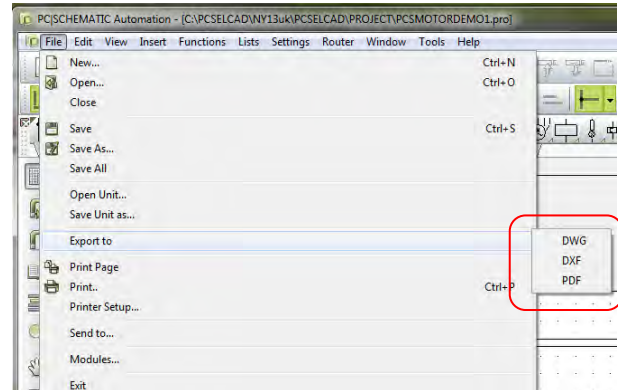 PC|SCHEMATIC Automation - [C:\PCSELCAD\NY13uk\PCSELCAD\PROJECT\PCSMOTORDEMO1.pro]
File Edit View Insert Functions Lists Settings Router Window Tools Help
New... Ctrl+N
Open... Ctrl+O
Close
Save Ctrl+S
Save As...
Save All
Open Unit...
Save Unit as...
Export to
DWG
DXF
PDF
Print Page
Print.. Ctrl+P
Printer Setup...
Send to...
Modules...
Exit